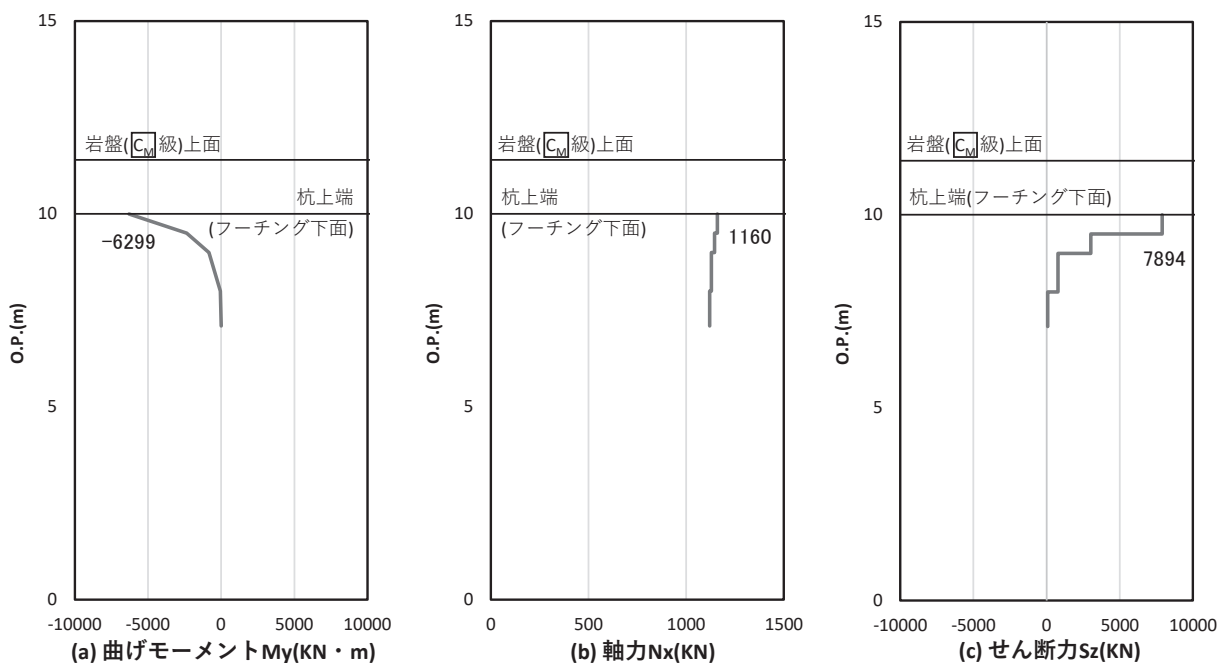 15
岩盤(C_M級)上面
杭上端
10
(フーチング下面)
-6299
O.P.(m)
5
0
-10000 -5000 0 5000 10000
(a) 曲げモーメントMy(KN・m)
15
岩盤(C_M級)上面
杭上端
10
(フーチング下面)
1160
O.P.(m)
5
0
0 500 1000 1500
(b) 軸力Nx(KN)
15
岩盤(C_M級)上面
杭上端(フーチング下面)
10
7894
O.P.(m)
5
0
-10000 -5000 0 5000 10000
(c) せん断力Sz(KN)